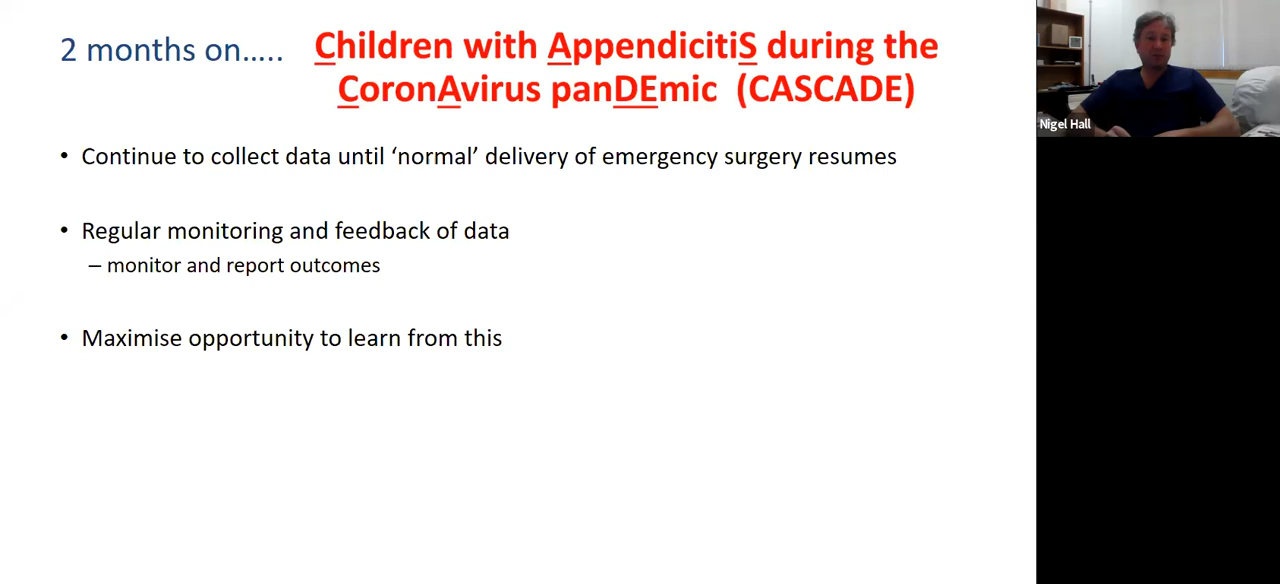 2 months on…..
Children with AppendicitiS during the
CoronAvirus panDEmic (CASCADE)
• Continue to collect data until ‘normal’ delivery of emergency surgery resumes
• Regular monitoring and feedback of data
– monitor and report outcomes
• Maximise opportunity to learn from this
Nigel Hall